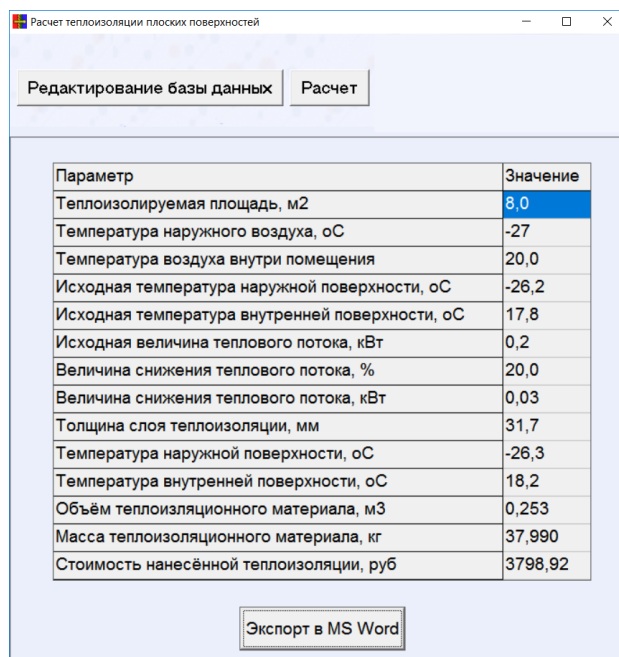 Расчет теплоизоляции плоских поверхностей
Редактирование базы данных Расчет
Параметр Значение
Теплоизолируемая площадь, м2 8,0
Температура наружного воздуха, оС -27
Температура воздуха внутри помещения 20,0
Исходная температура наружной поверхности, оС -26,2
Исходная температура внутренней поверхности, оС 17,8
Исходная величина теплового потока, кВт 0,2
Величина снижения теплового потока, % 20,0
Величина снижения теплового потока, кВт 0,03
Толщина слоя теплоизоляции, мм 31,7
Температура наружной поверхности, оС -26,3
Температура внутренней поверхности, оС 18,2
Объём теплоизляционного материала, м3 0,253
Масса теплоизоляционного материала, кг 37,990
Стоимость нанесённой теплоизоляции, руб 3798,92
Экспорт в MS Word